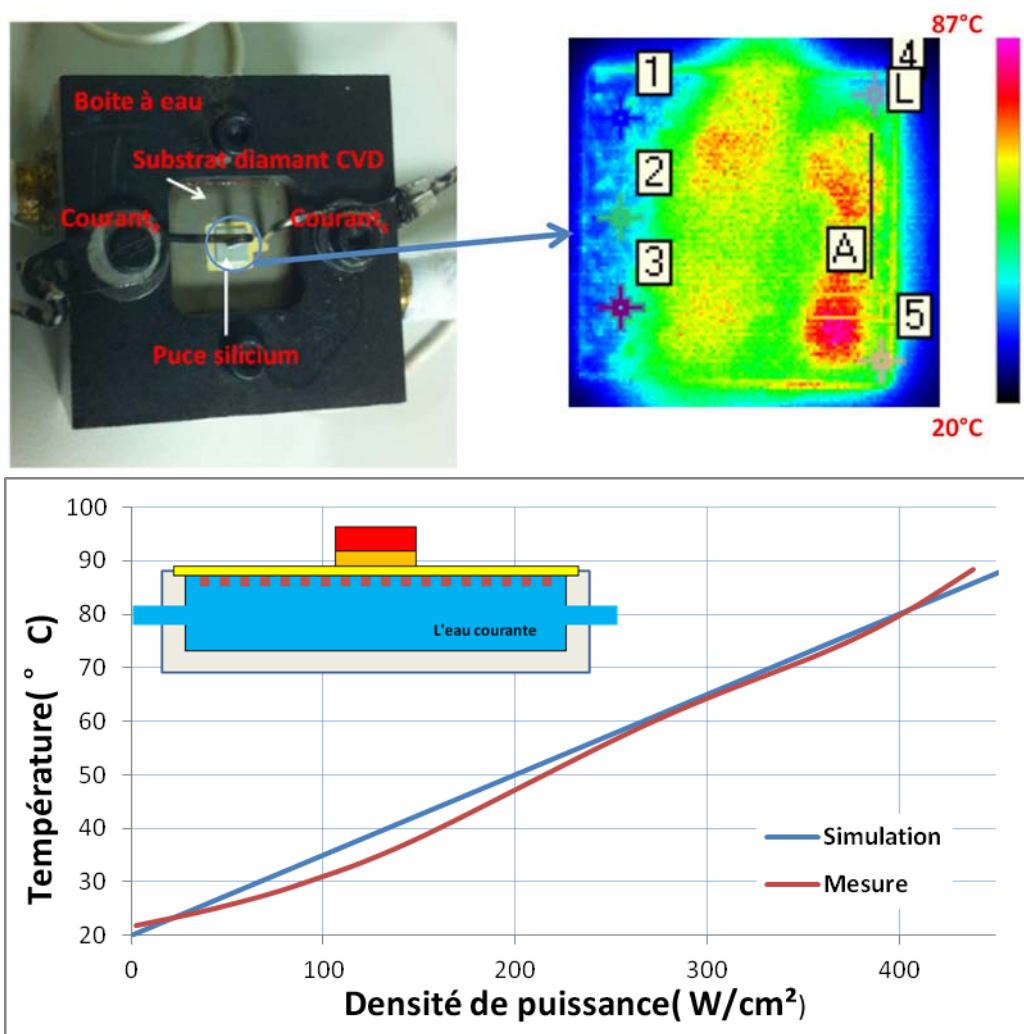 Boite à eau
Substrat diamant CVD
Courant
Courant
Puce silicium
87°C
1
4
L
2
3
A
5
20°C
100
90
80
70
60
50
40
30
20
Température( ° C)
L'eau courante
Simulation
Mesure
0
100
200
300
400
Densité de puissance( W/cm²)